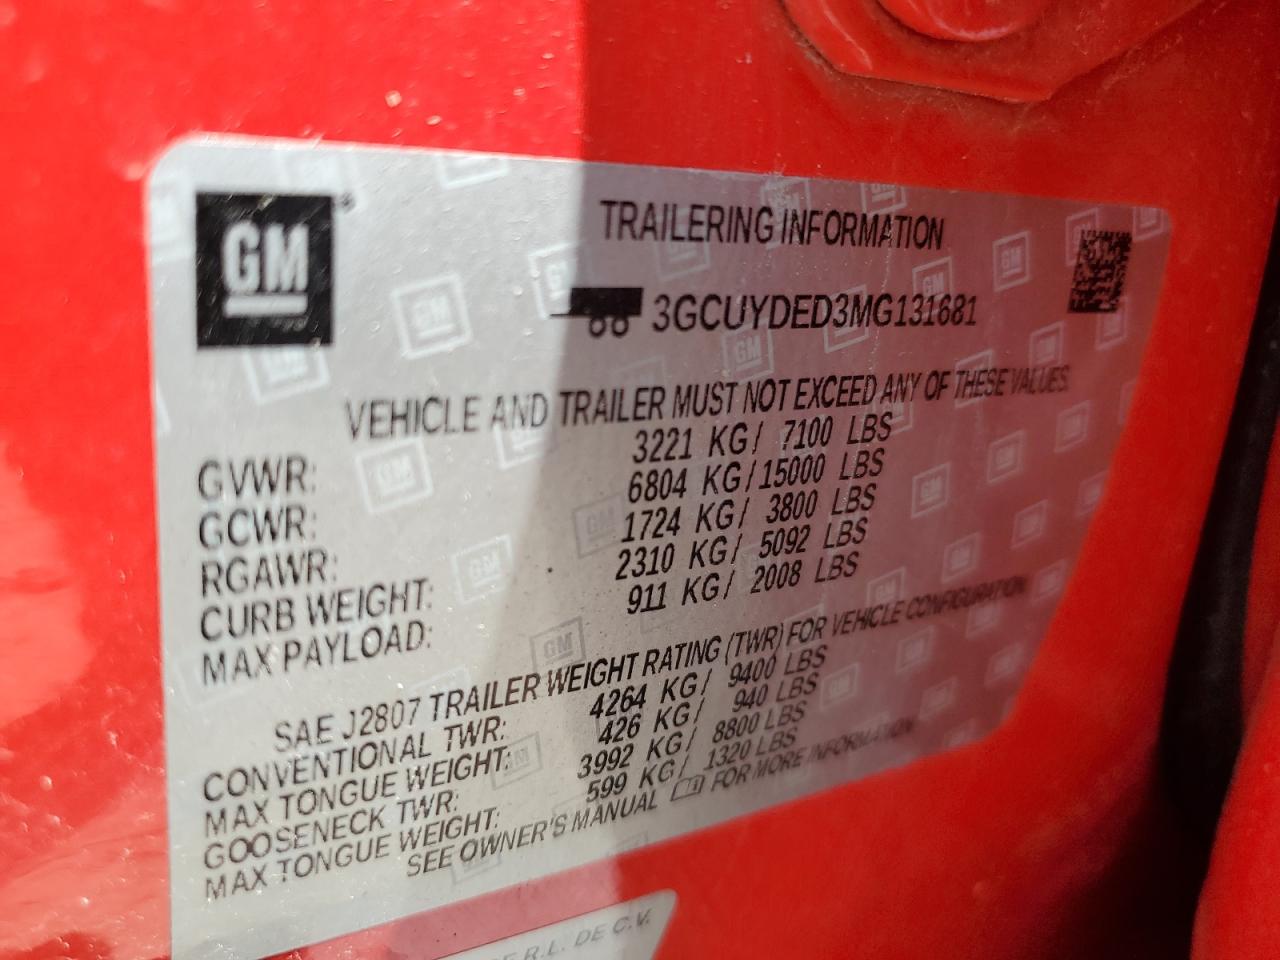 GM
TRAILERING INFORMATION
3GCUYDED3MG131681
VEHICLE AND TRAILER MUST NOT EXCEED ANY OF THESE VALUES.
GVWR: 3221 KG/ 7100 LBS
GCWR: 6804 KG/15000 LBS
RGAWR: 1724 KG/ 3800 LBS
CURB WEIGHT: 2310 KG/ 5092 LBS
MAX PAYLOAD: 911 KG/ 2008 LBS
SAE J2807 TRAILER WEIGHT RATING (TWR) FOR VEHICLE CONFIGURATION
CONVENTIONAL TWR: 4264 KG/ 9400 LBS
MAX TONGUE WEIGHT: 426 KG/ 940 LBS
GOOSENECK TWR: 3992 KG/ 8800 LBS
MAX TONGUE WEIGHT: 599 KG/ 1320 LBS
SEE OWNER'S MANUAL FOR MORE INFORMATION
R.L. DE C.V.